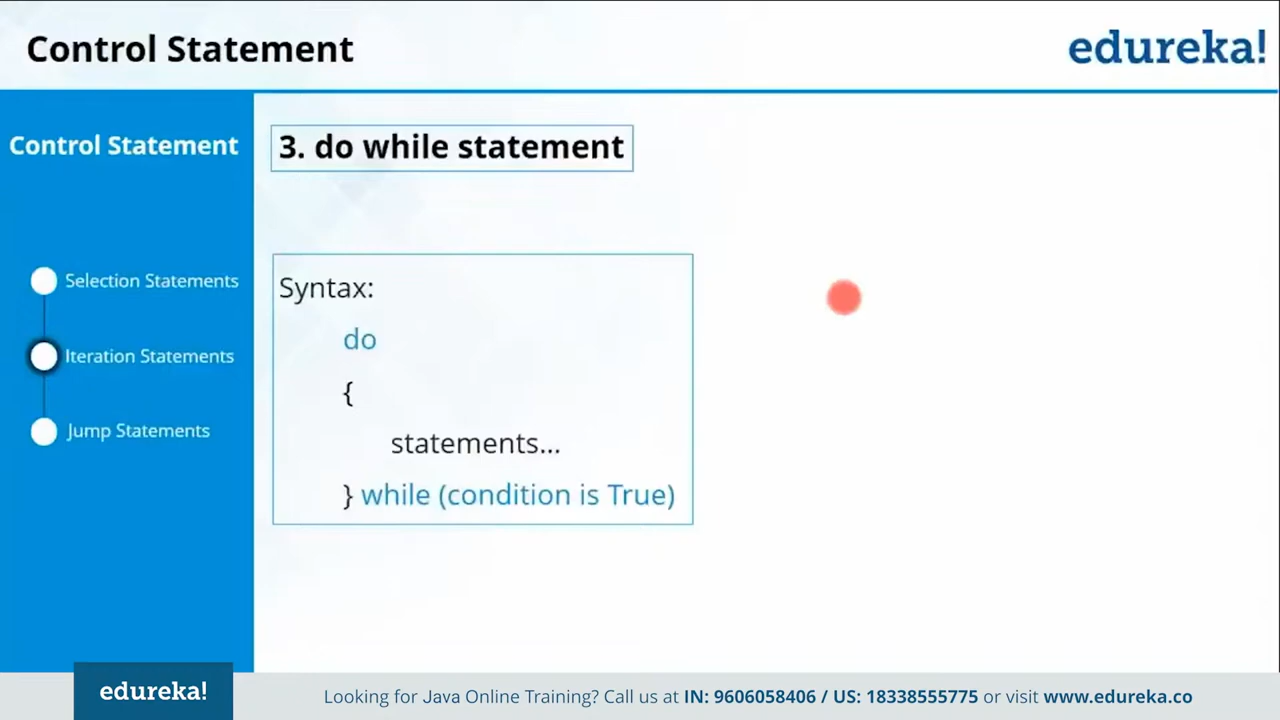 Control Statement
edureka!
Control Statement
Selection Statements
Iteration Statements
Jump Statements
3. do while statement
Syntax:
do
{
statements...
} while (condition is True)
edureka!
Looking for Java Online Training? Call us at IN: 9606058406 / US: 18338555775 or visit www.edureka.co